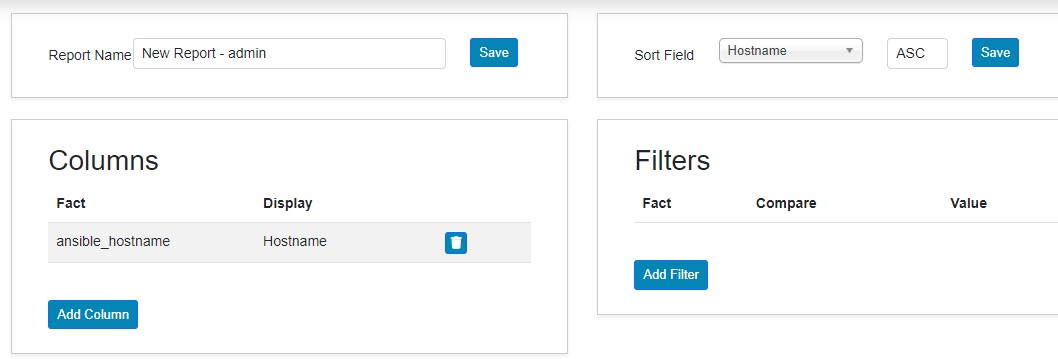 Report Name New Report - admin Save
Sort Field Hostname ASC Save
Columns
Fact Display
ansible_hostname Hostname
Add Column
Filters
Fact Compare Value
Add Filter